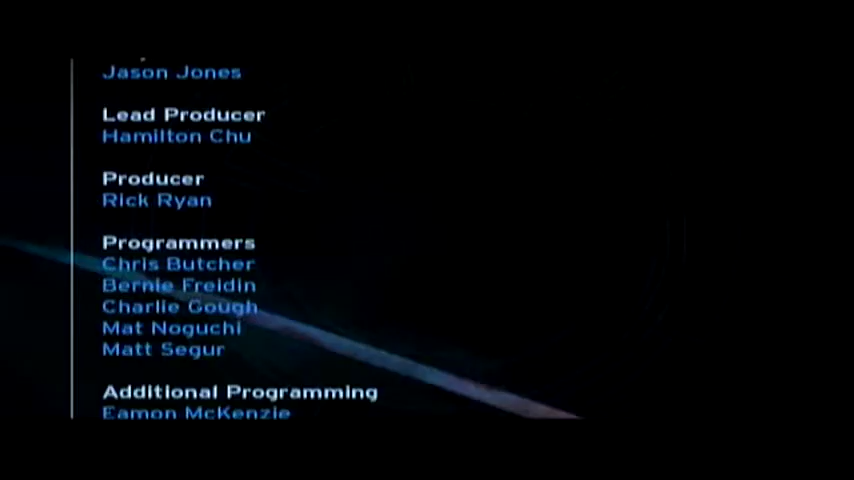 Jason Jones
Lead Producer
Hamilton Chu
Producer
Rick Ryan
Programmers
Chris Butcher
Bernie Freidin
Charlie Gough
Mat Noguchi
Matt Segur
Additional Programming
Eamon McKenzie